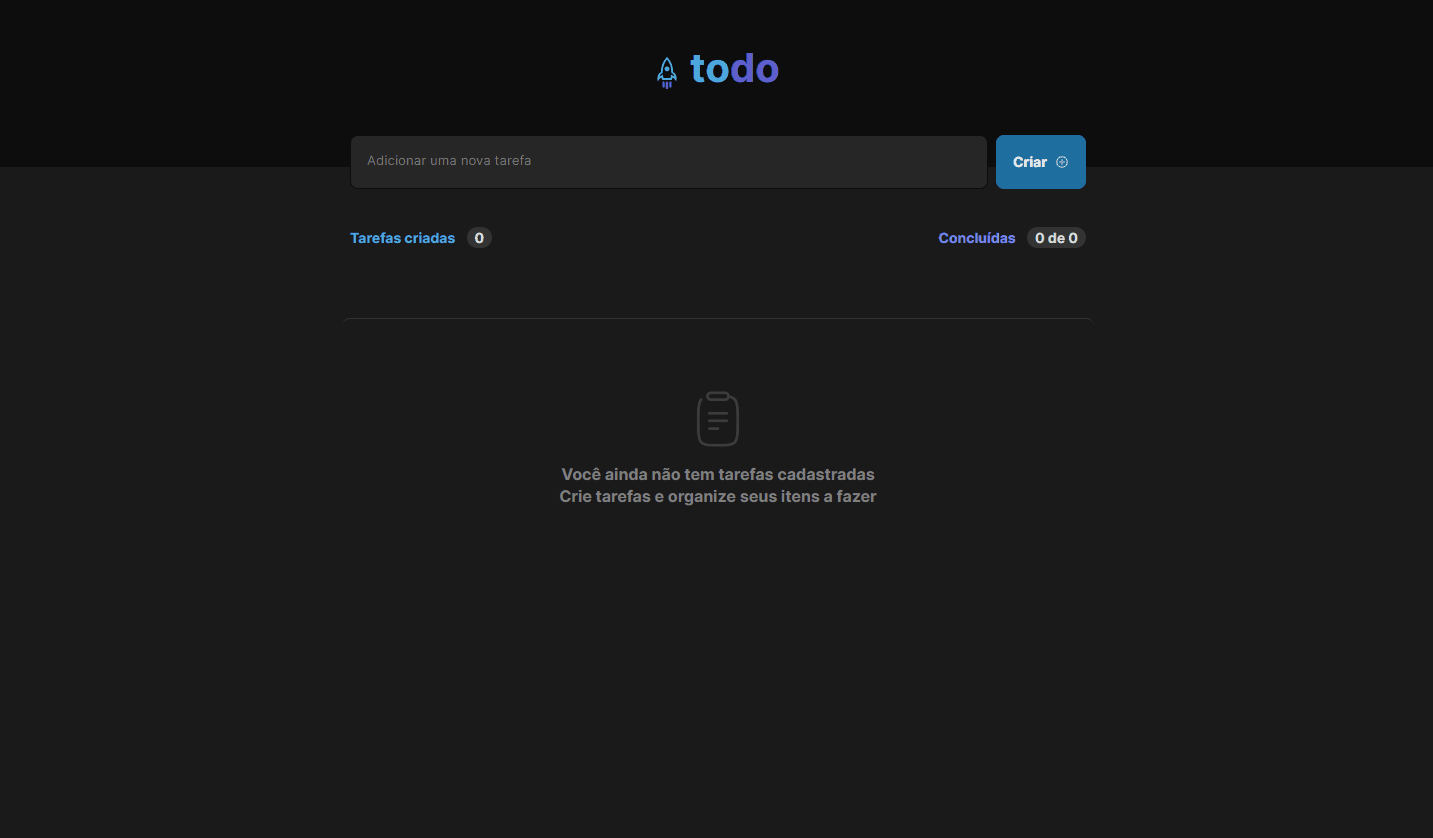 todo
Adicionar uma nova tarefa
Criar
Tarefas criadas 0
Concluídas 0 de 0
Você ainda não tem tarefas cadastradas
Crie tarefas e organize seus itens a fazer